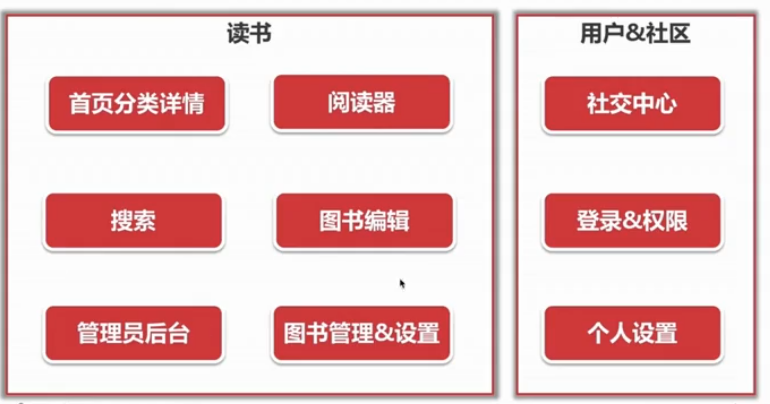 读书
首页分类详情
阅读器
搜索
图书编辑
管理员后台
图书管理&设置
用户&社区
社交中心
登录&权限
个人设置